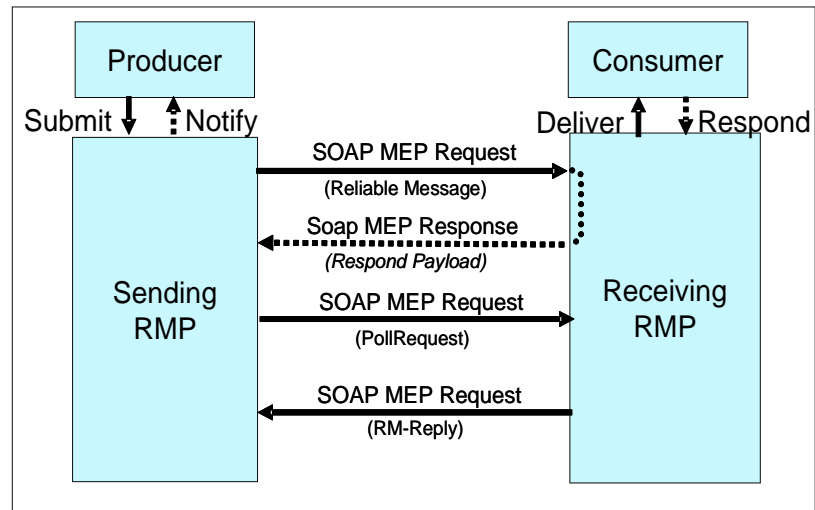 Producer
Consumer
Submit
Notify
Deliver
Respond
SOAP MEP Request
(Reliable Message)
Soap MEP Response
(Respond Payload)
Sending
RMP
Receiving
RMP
SOAP MEP Request
(PollRequest)
SOAP MEP Request
(RM-Reply)